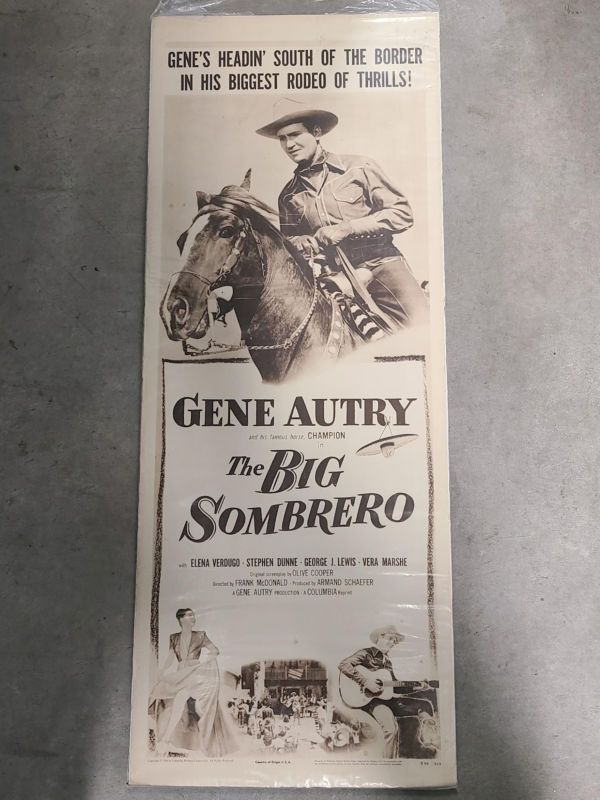 GENE'S HEADIN' SOUTH OF THE BORDER
IN HIS BIGGEST RODEO OF THRILLS!
GENE AUTRY
and his famous horse, CHAMPION
in
The BIG
SOMBRERO
with ELENA VERDUGO · STEPHEN DUNNE · GEORGE J. LEWIS · VERA MARSHE
Original screenplay by OLIVE COOPER
Directed by FRANK McDONALD · Produced by ARMAND SCHAEFER
A GENE AUTRY PRODUCTION · A COLUMBIA Reprint
Country of Origin U.S.A.